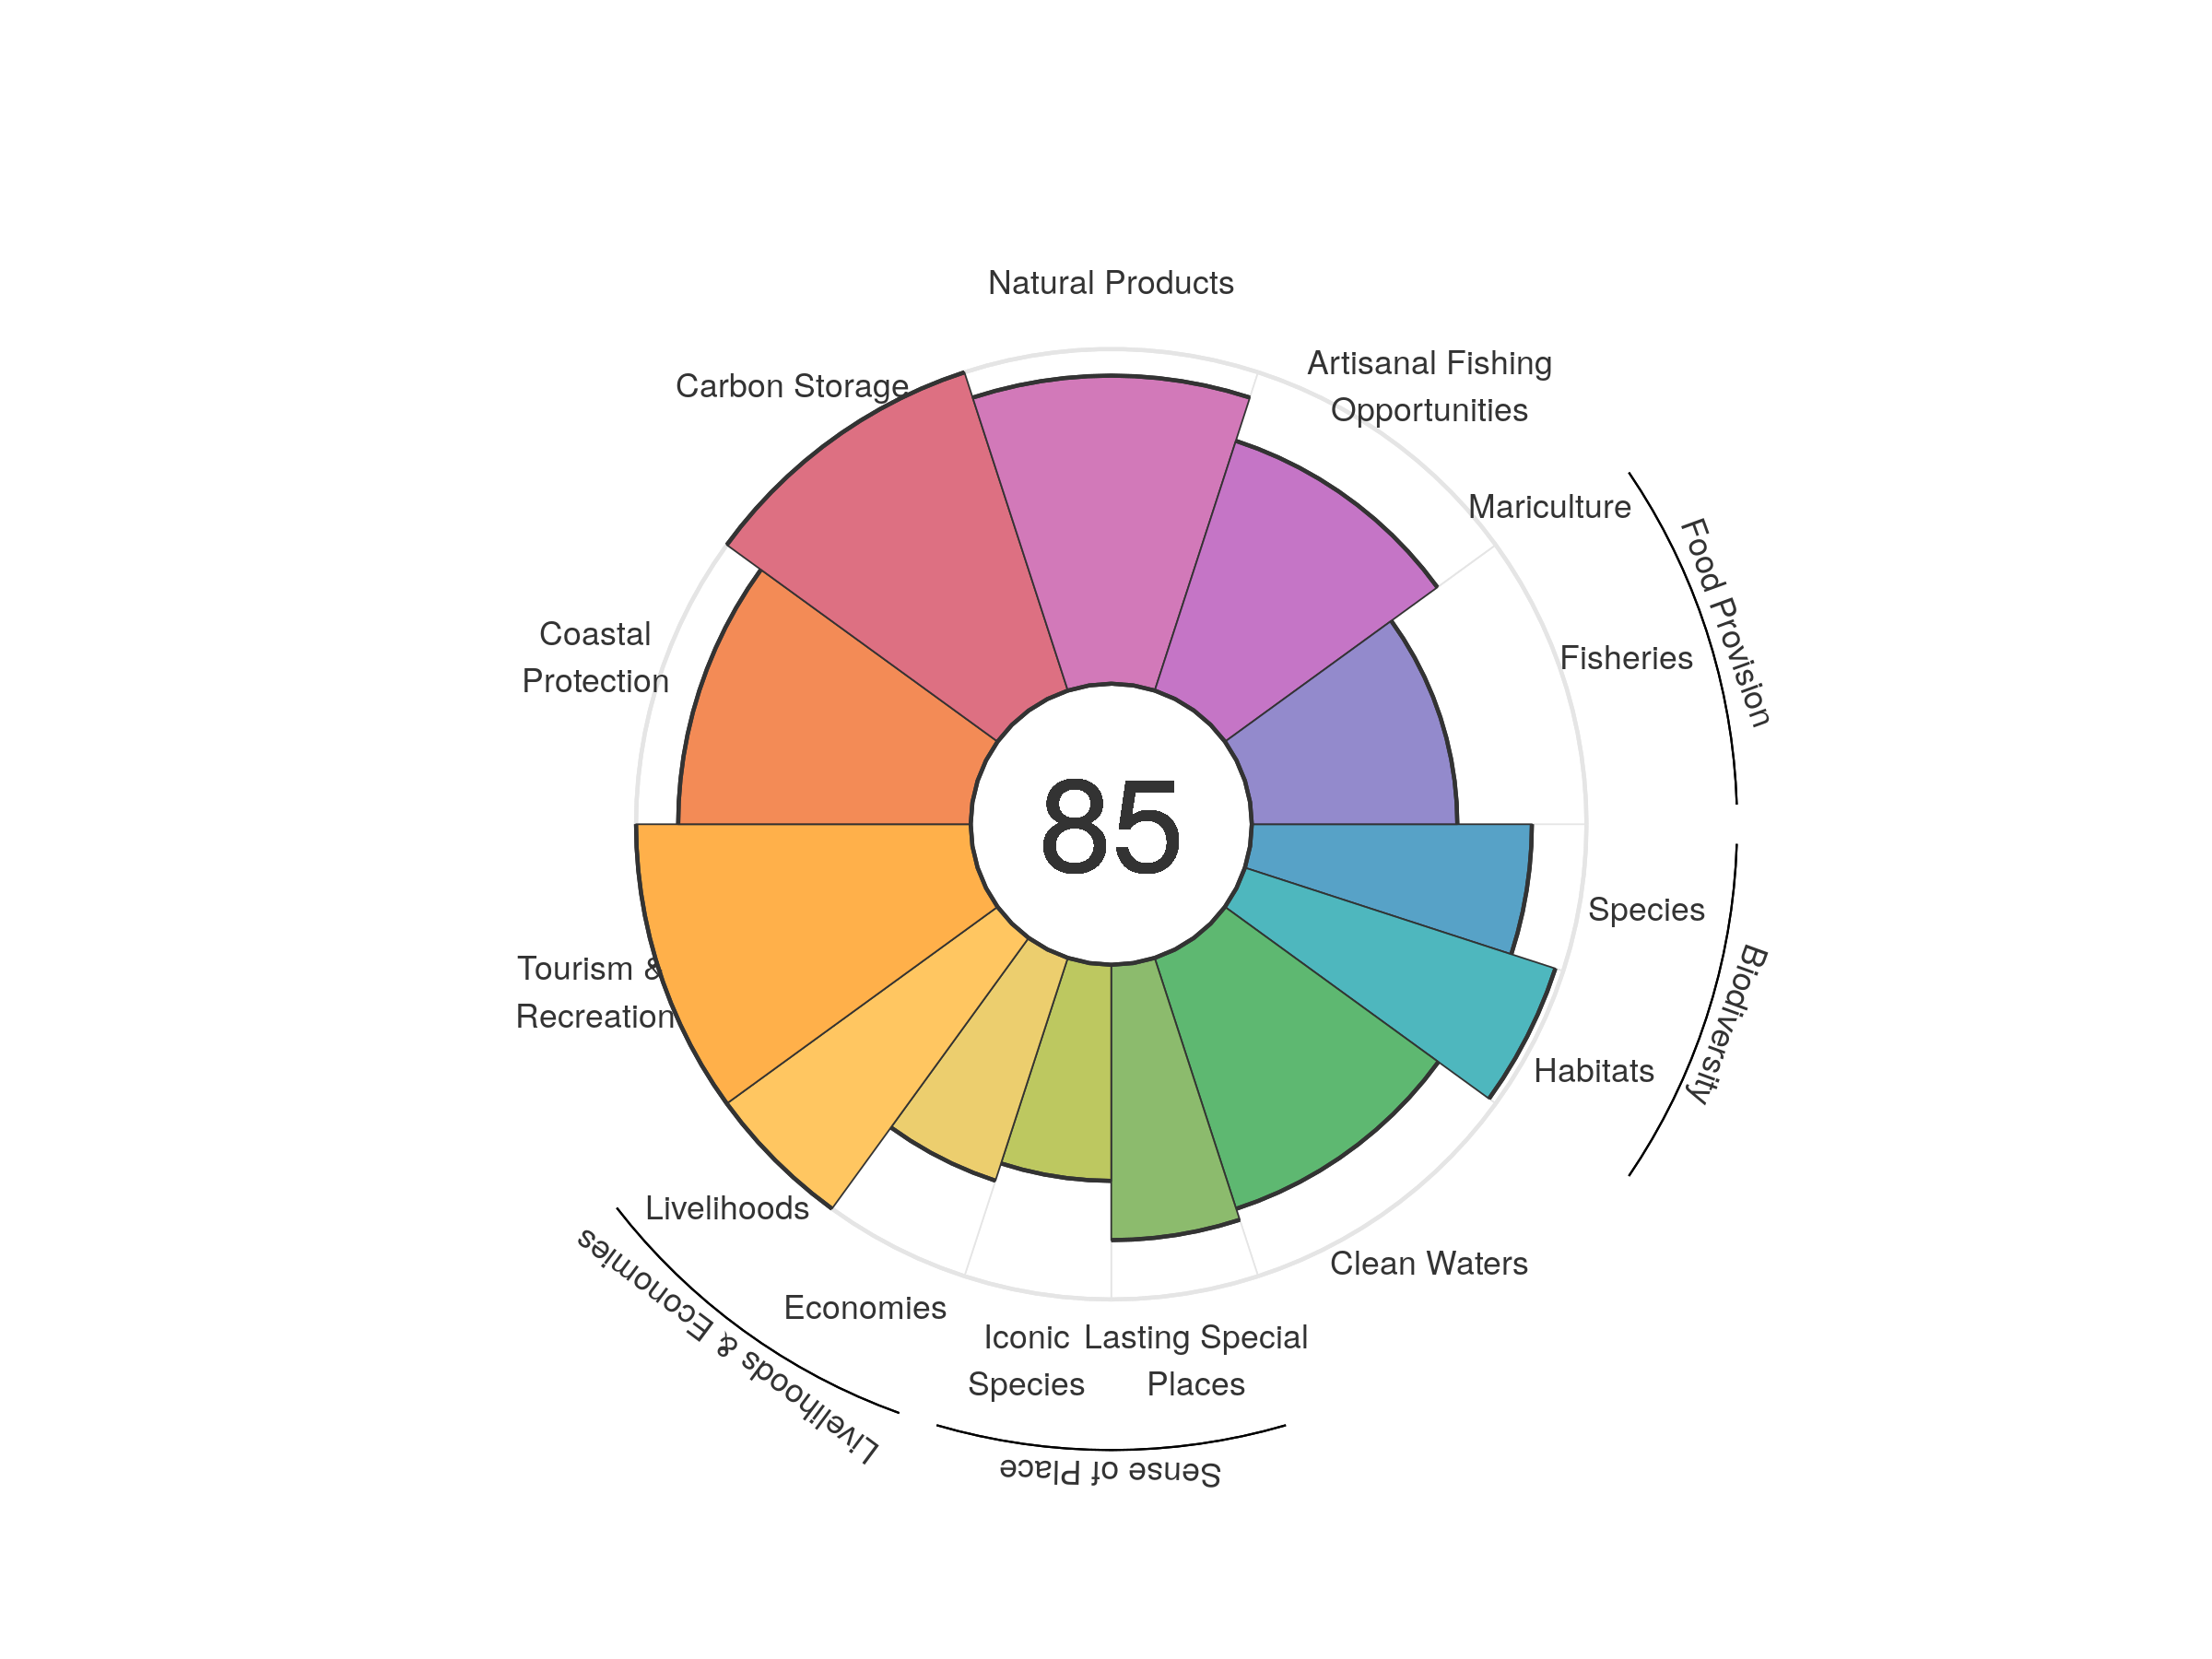 Natural Products
Artisanal Fishing
Opportunities
Carbon Storage
Mariculture
Food Provision
Coastal
Protection
Fisheries
85
Species
Tourism &
Recreation
Biodiversity
Habitats
Livelihoods
Clean Waters
Economies
Livelihoods & Economies
Iconic
Species
Lasting Special
Places
Sense of Place